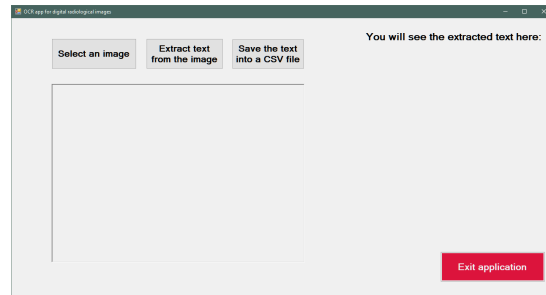 OCR app for digital radiological images
Select an image
Extract text
from the image
Save the text
into a CSV file
You will see the extracted text here:
Exit application